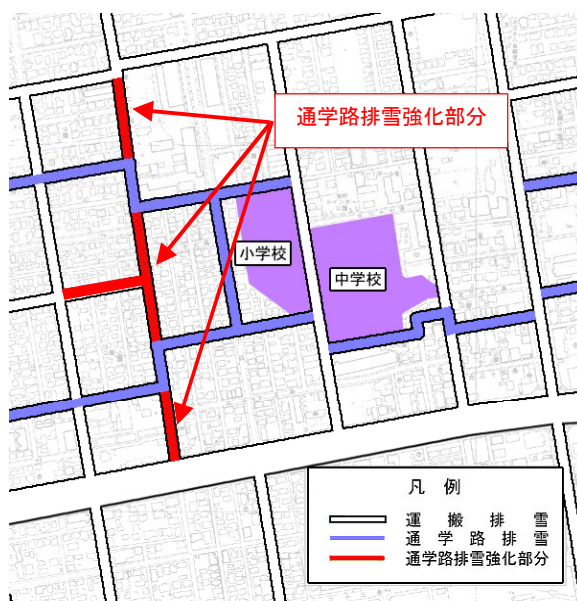 通学路排雪強化部分
小学校
中学校
凡 例
運 搬 排 雪
通 学 路 排 雪
通学路排雪強化部分